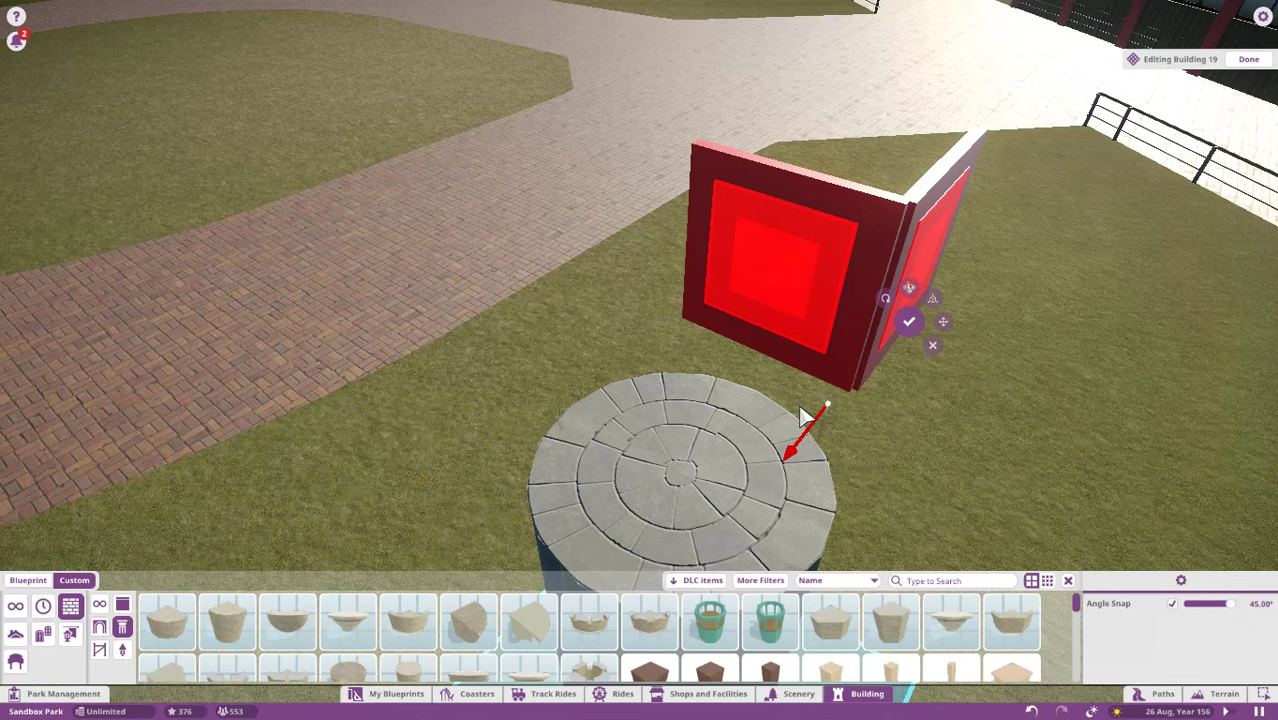 ?
2
Editing Building 19
Done
Blueprint
Custom
DLC items
More Filters
Name
Type to Search
Angle Snap
45.00°
Park Management
My Blueprints
Coasters
Track Rides
Rides
Shops and Facilities
Scenery
Building
Paths
Terrain
Sandbox Park
Unlimited
376
553
26 Aug, Year 156